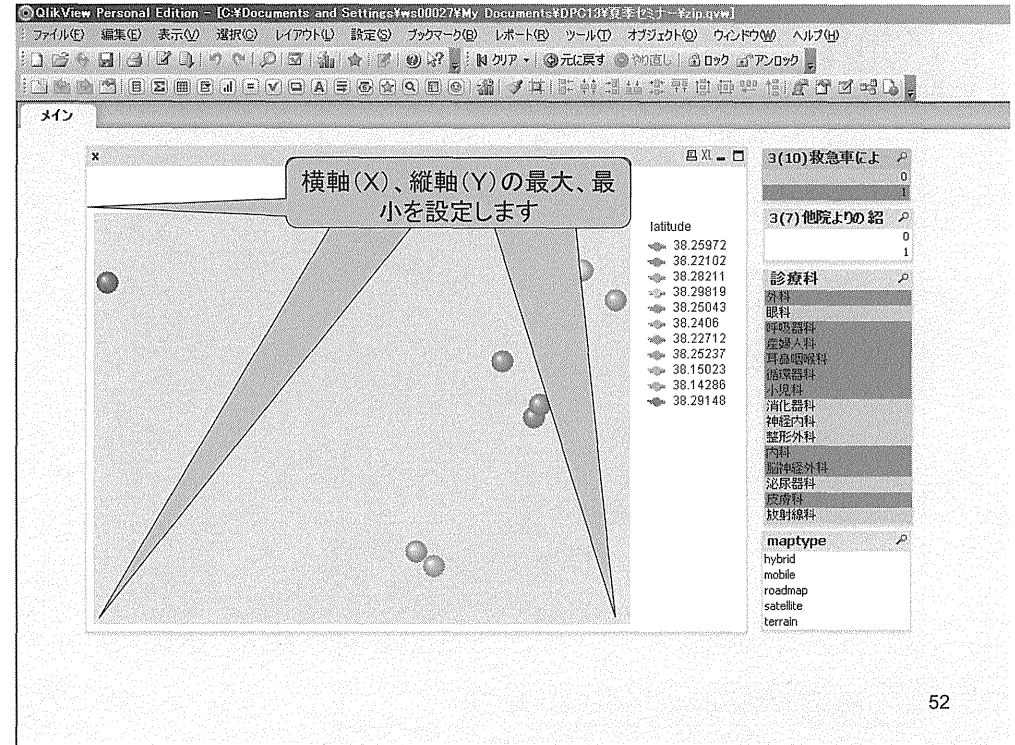 QlikView Personal Edition - [C:¥Documents and Settings¥ws00027¥My Documents¥DPC13¥夏季セミナー¥zip.qvw]
ファイル(F) 編集(E) 表示(V) 選択(C) レイアウト(L) 設定(S) ブックマーク(B) レポート(R) ツール(T) オブジェクト(O) ウィンドウ(W) ヘルプ(H)
クリア 元に戻す やり直し ロック アンロック
メイン
x XL
横軸(X)、縦軸(Y)の最大、最
小を設定します
latitude
38.25972
38.22102
38.28211
38.29819
38.25043
38.2406
38.22712
38.25237
38.15023
38.14286
38.29148
3(10)救急車によ
0
1
3(7)他院よりの紹
0
1
診療科
外科
眼科
呼吸器科
産婦人科
耳鼻咽喉科
循環器科
小児科
消化器科
神経内科
整形外科
内科
脳神経外科
泌尿器科
皮膚科
放射線科
maptype
hybrid
mobile
roadmap
satellite
terrain
52